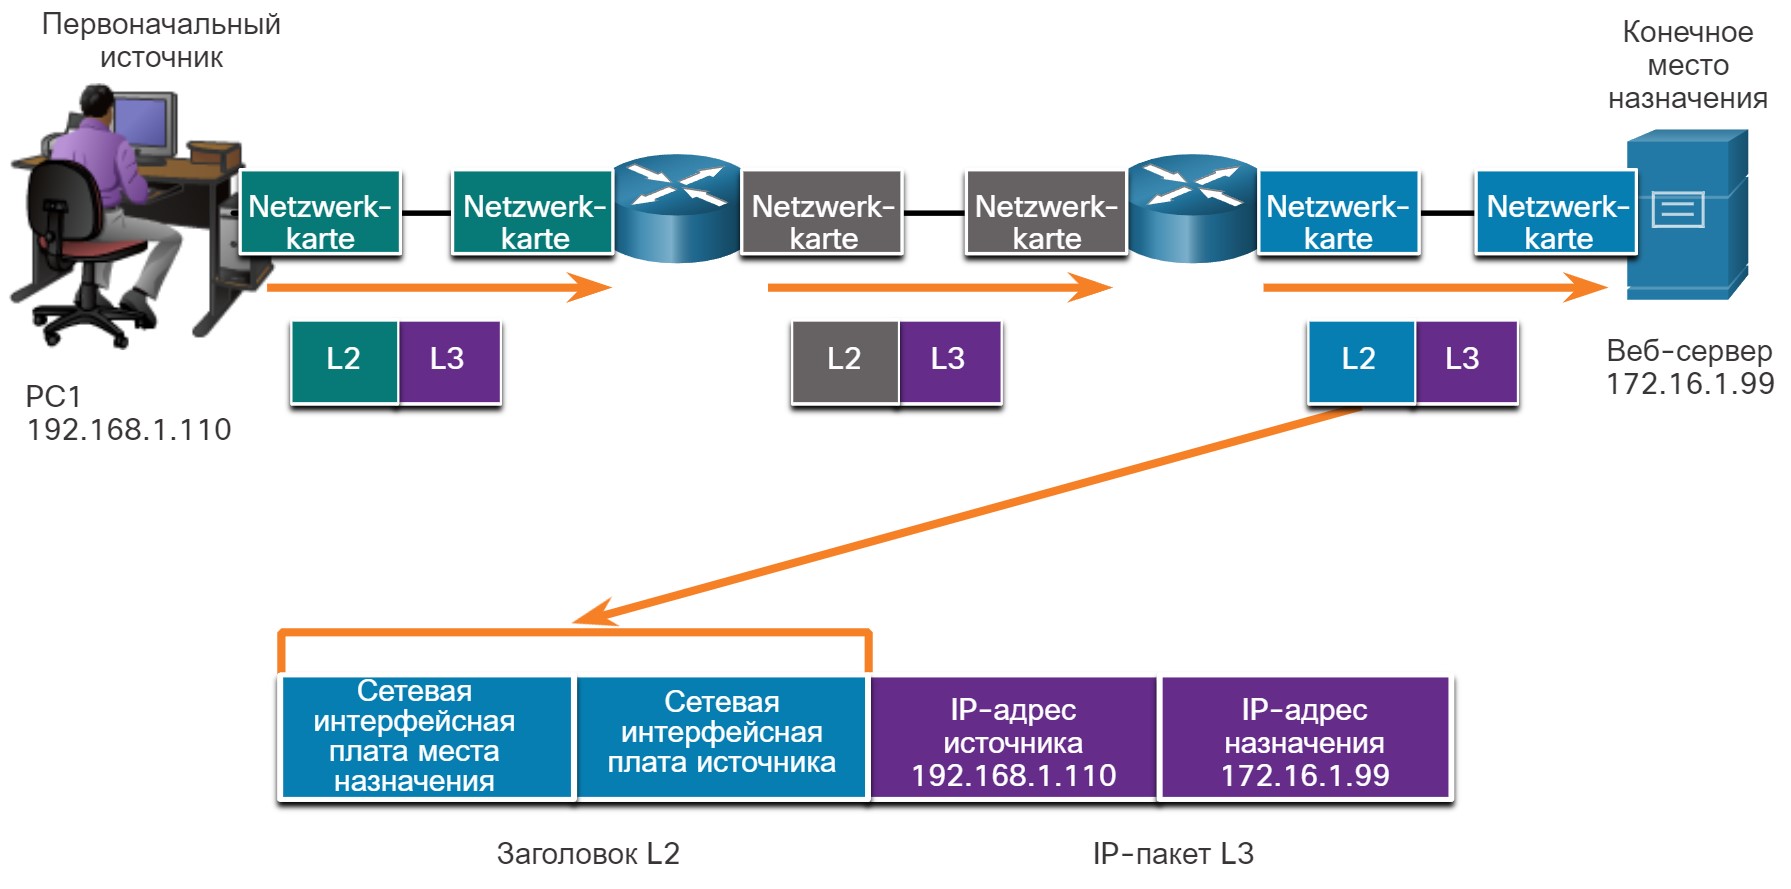 Первоначальный
источник
Конечное
место
назначения
Netzwerk-
karte
Netzwerk-
karte
Netzwerk-
karte
Netzwerk-
karte
Netzwerk-
karte
Netzwerk-
karte
L2 L3
L2 L3
L2 L3
PC1
192.168.1.110
Веб-сервер
172.16.1.99
Сетевая
интерфейсная
плата места
назначения
Сетевая
интерфейсная
плата источника
IP-адрес
источника
192.168.1.110
IP-адрес
назначения
172.16.1.99
Заголовок L2
IP-пакет L3